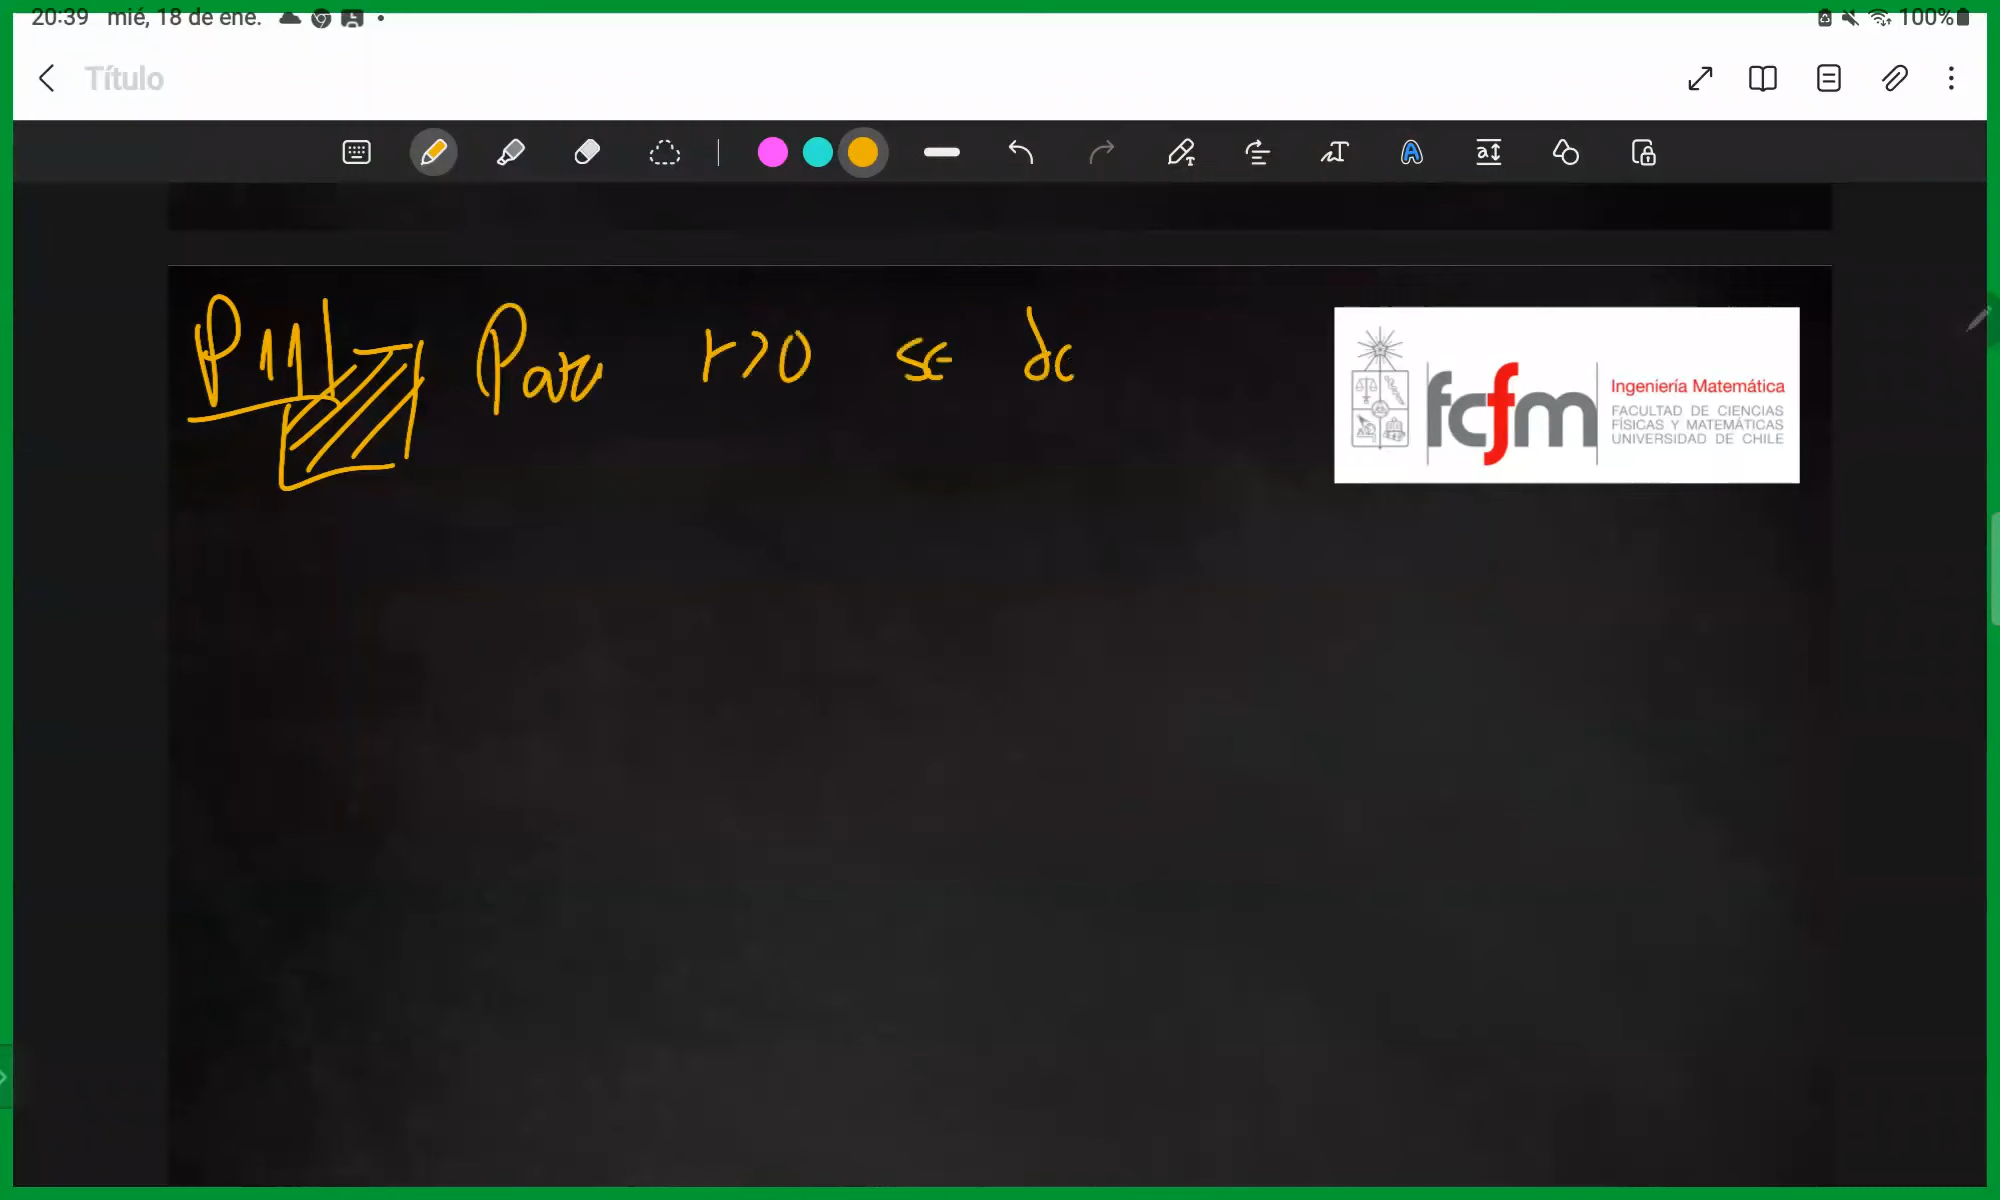 20:39 mié, 18 de ene.
100%
Título
P11 Para r>0 se de
fcfm
Ingeniería Matemática
FACULTAD DE CIENCIAS
FÍSICAS Y MATEMÁTICAS
UNIVERSIDAD DE CHILE